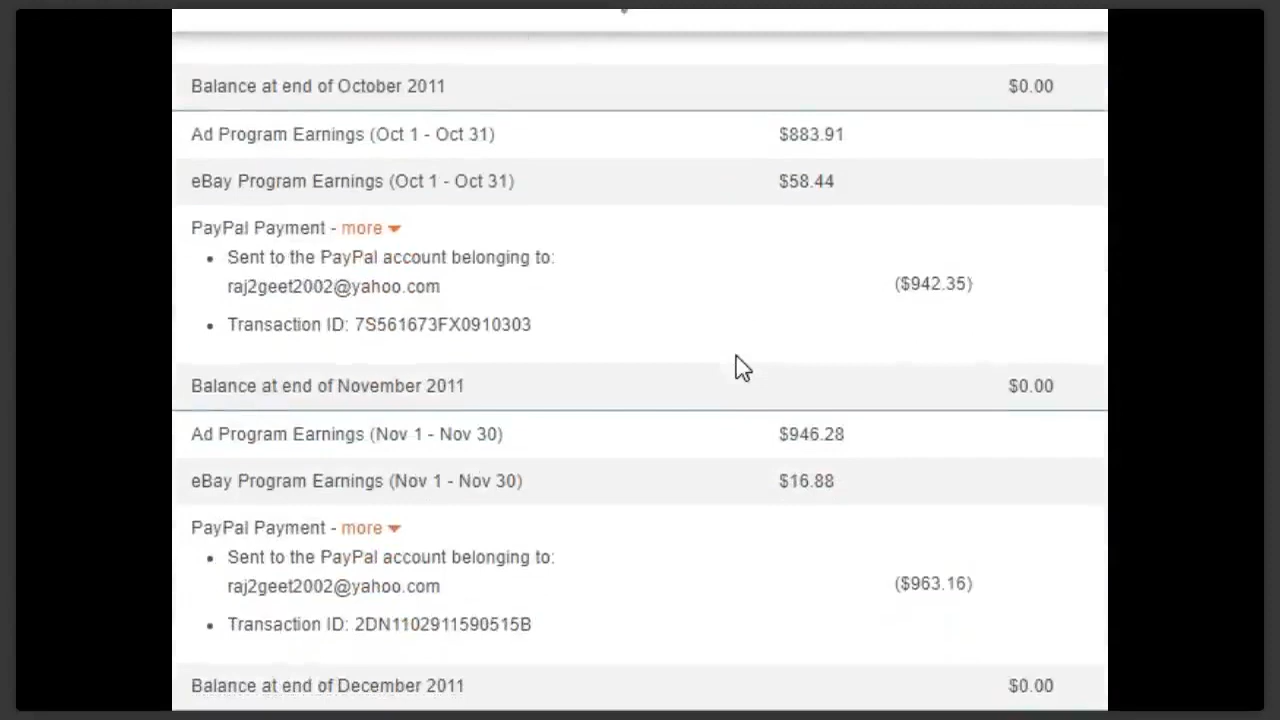 Balance at end of October 2011 $0.00
Ad Program Earnings (Oct 1 - Oct 31) $883.91
eBay Program Earnings (Oct 1 - Oct 31) $58.44
PayPal Payment - more
• Sent to the PayPal account belonging to:
raj2geet2002@yahoo.com ($942.35)
• Transaction ID: 7S561673FX0910303
Balance at end of November 2011 $0.00
Ad Program Earnings (Nov 1 - Nov 30) $946.28
eBay Program Earnings (Nov 1 - Nov 30) $16.88
PayPal Payment - more
• Sent to the PayPal account belonging to:
raj2geet2002@yahoo.com ($963.16)
• Transaction ID: 2DN1102911590515B
Balance at end of December 2011 $0.00